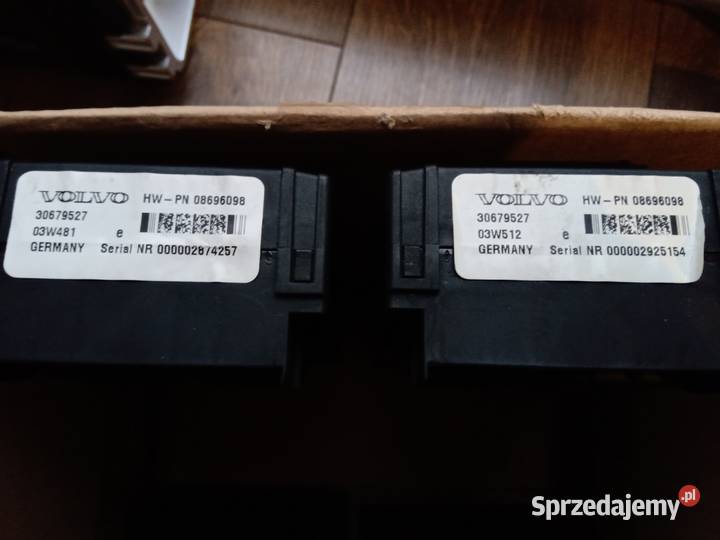 VOLVO HW-PN 08696098
30679527
03W481 e
GERMANY Serial NR 000002874257
VOLVO HW-PN 08696098
30679527
03W512 e
GERMANY Serial NR 000002925154
Sprzedajemy.pl